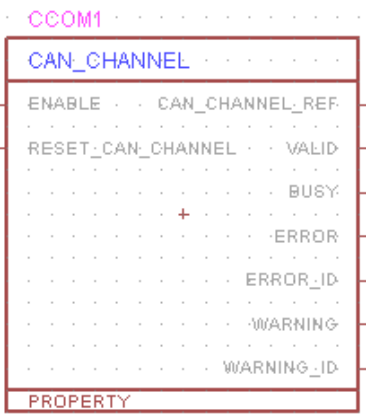 CCOM1
CAN_CHANNEL
ENABLE CAN_CHANNEL_REF
RESET_CAN_CHANNEL VALID
BUSY
ERROR
ERROR_ID
WARNING
WARNING_ID
PROPERTY